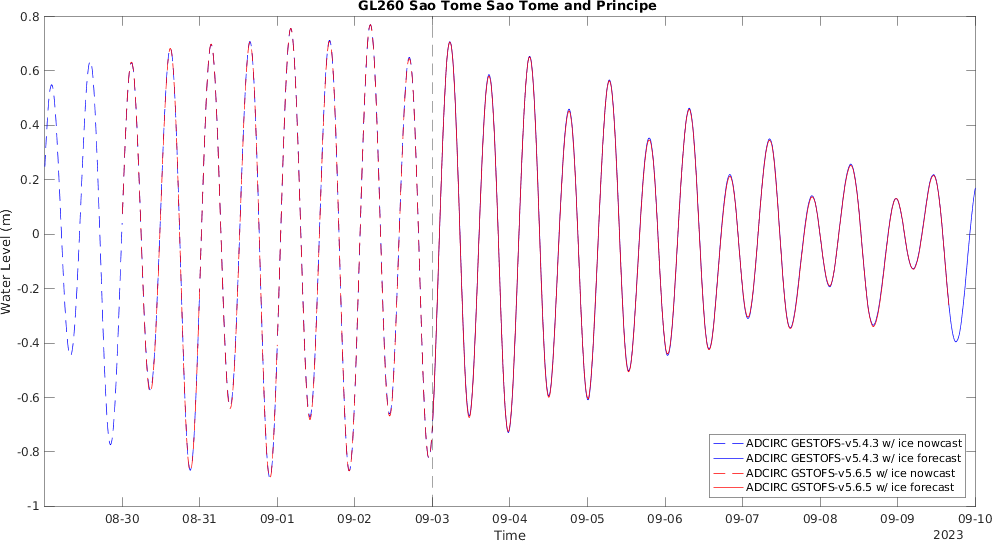 GL260 Sao Tome Sao Tome and Principe
0.8
0.6
0.4
0.2
0
-0.2
-0.4
-0.6
-0.8
-1
Water Level (m)
ADCIRC GESTOFS-v5.4.3 w/ ice nowcast
ADCIRC GESTOFS-v5.4.3 w/ ice forecast
ADCIRC GSTOFS-v5.6.5 w/ ice nowcast
ADCIRC GSTOFS-v5.6.5 w/ ice forecast
08-30 08-31 09-01 09-02 09-03 09-04 09-05 09-06 09-07 09-08 09-09 09-10
Time
2023